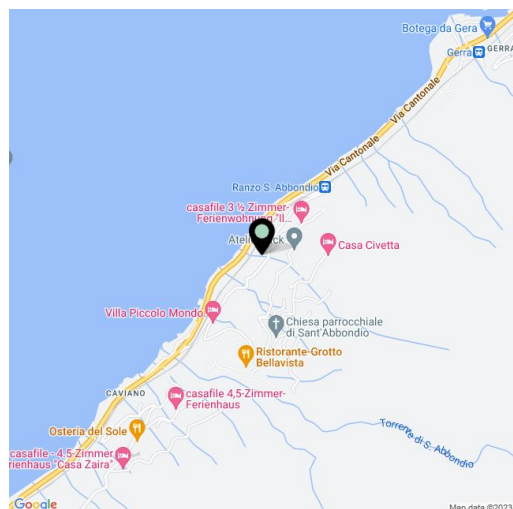 Botega da Gera
Gerra
GERRA
Via Cantonale
Via Cantonale
Ranzo S. Abbondio
casafile 3 ½ Zimmer-
Ferienwohnung "Il...
Casa Civetta
Villa Piccolo Mondo
Chiesa parrocchiale
di Sant'Abbondio
Ristorante-Grotto
Bellavista
CAVIANO
casafile 4,5-Zimmer-
Ferienhaus
Osteria del Sole
Torrente di S. Abbondio
casafile - 4.5-Zimmer
rienhaus "Casa Zaira"
Google
Map data ©2023